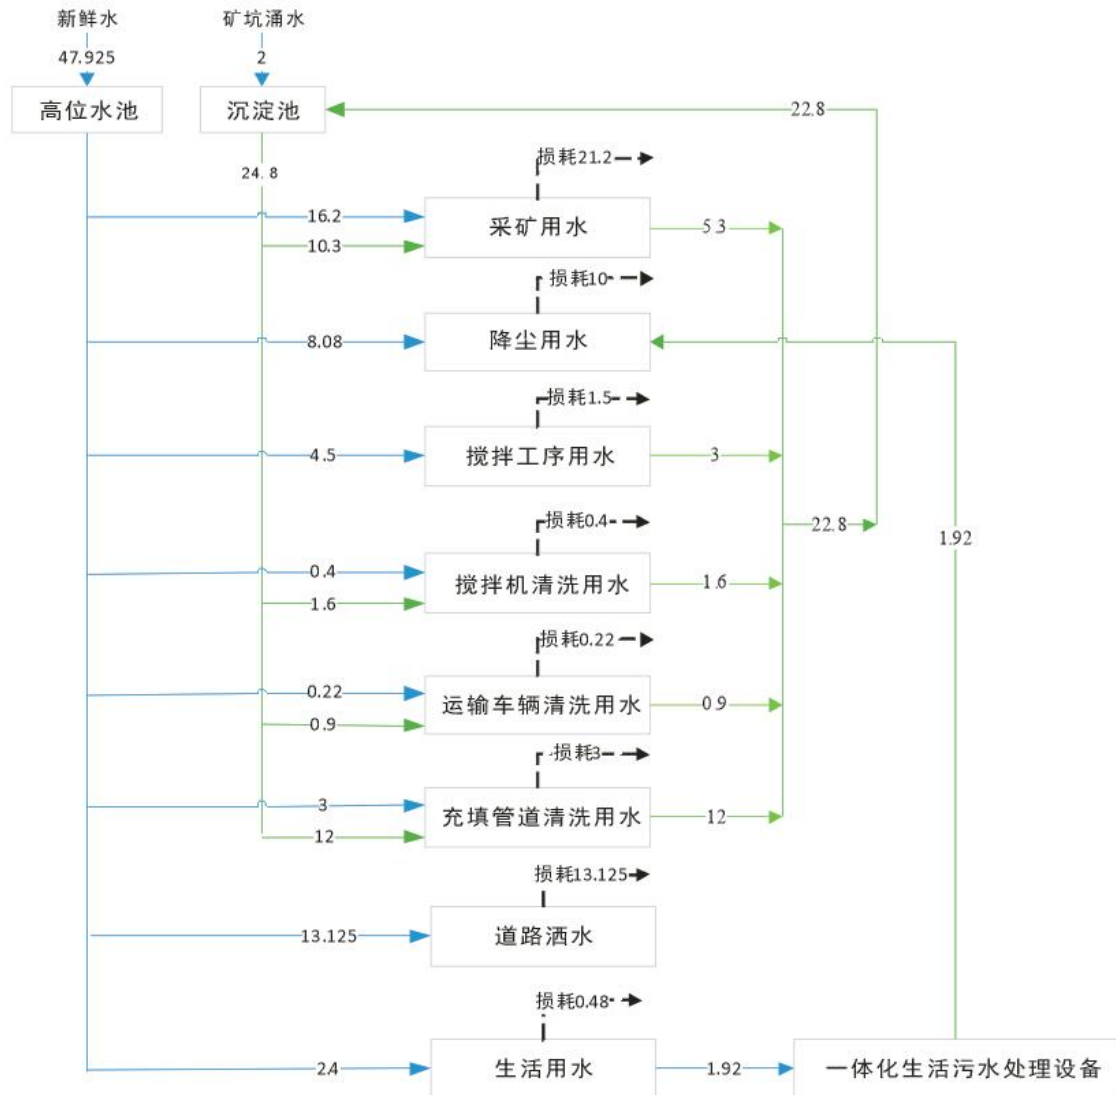 新鲜水 矿坑涌水
47.925 2
高位水池 沉淀池 22.8
24.8
损耗21.2
16.2 采矿用水 5.3
10.3
损耗10
8.08 降尘用水
损耗1.5
4.5 搅拌工序用水 3
损耗0.4
22.8
1.92
0.4 搅拌机清洗用水 1.6
1.6
损耗0.22
0.22 运输车辆清洗用水 0.9
0.9
损耗3
3 充填管道清洗用水 12
12
损耗13.125
13.125 道路洒水
损耗0.48
2.4 生活用水 1.92 一体化生活污水处理设备